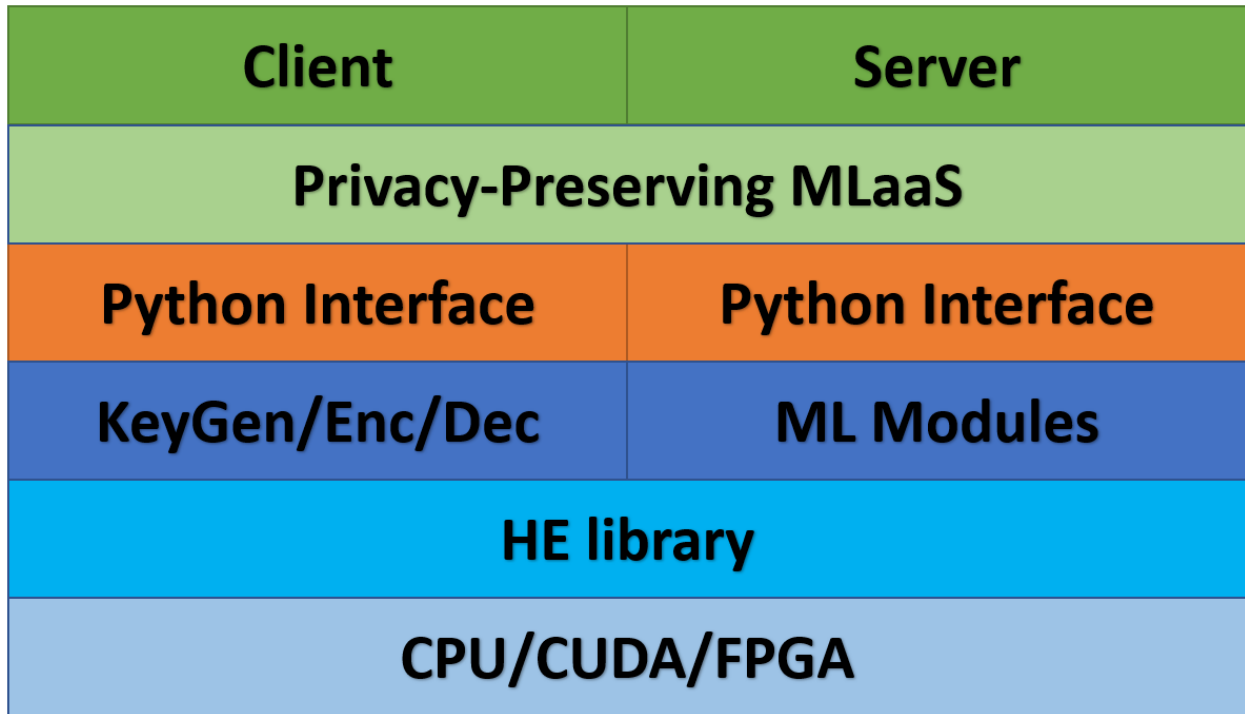 Client
Server
Privacy-Preserving MLaaS
Python Interface
Python Interface
KeyGen/Enc/Dec
ML Modules
HE library
CPU/CUDA/FPGA